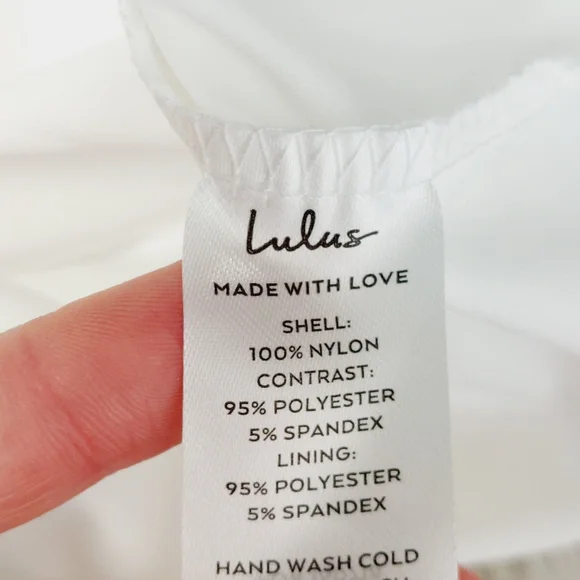 Lulus
MADE WITH LOVE
SHELL:
100% NYLON
CONTRAST:
95% POLYESTER
5% SPANDEX
LINING:
95% POLYESTER
5% SPANDEX
HAND WASH COLD